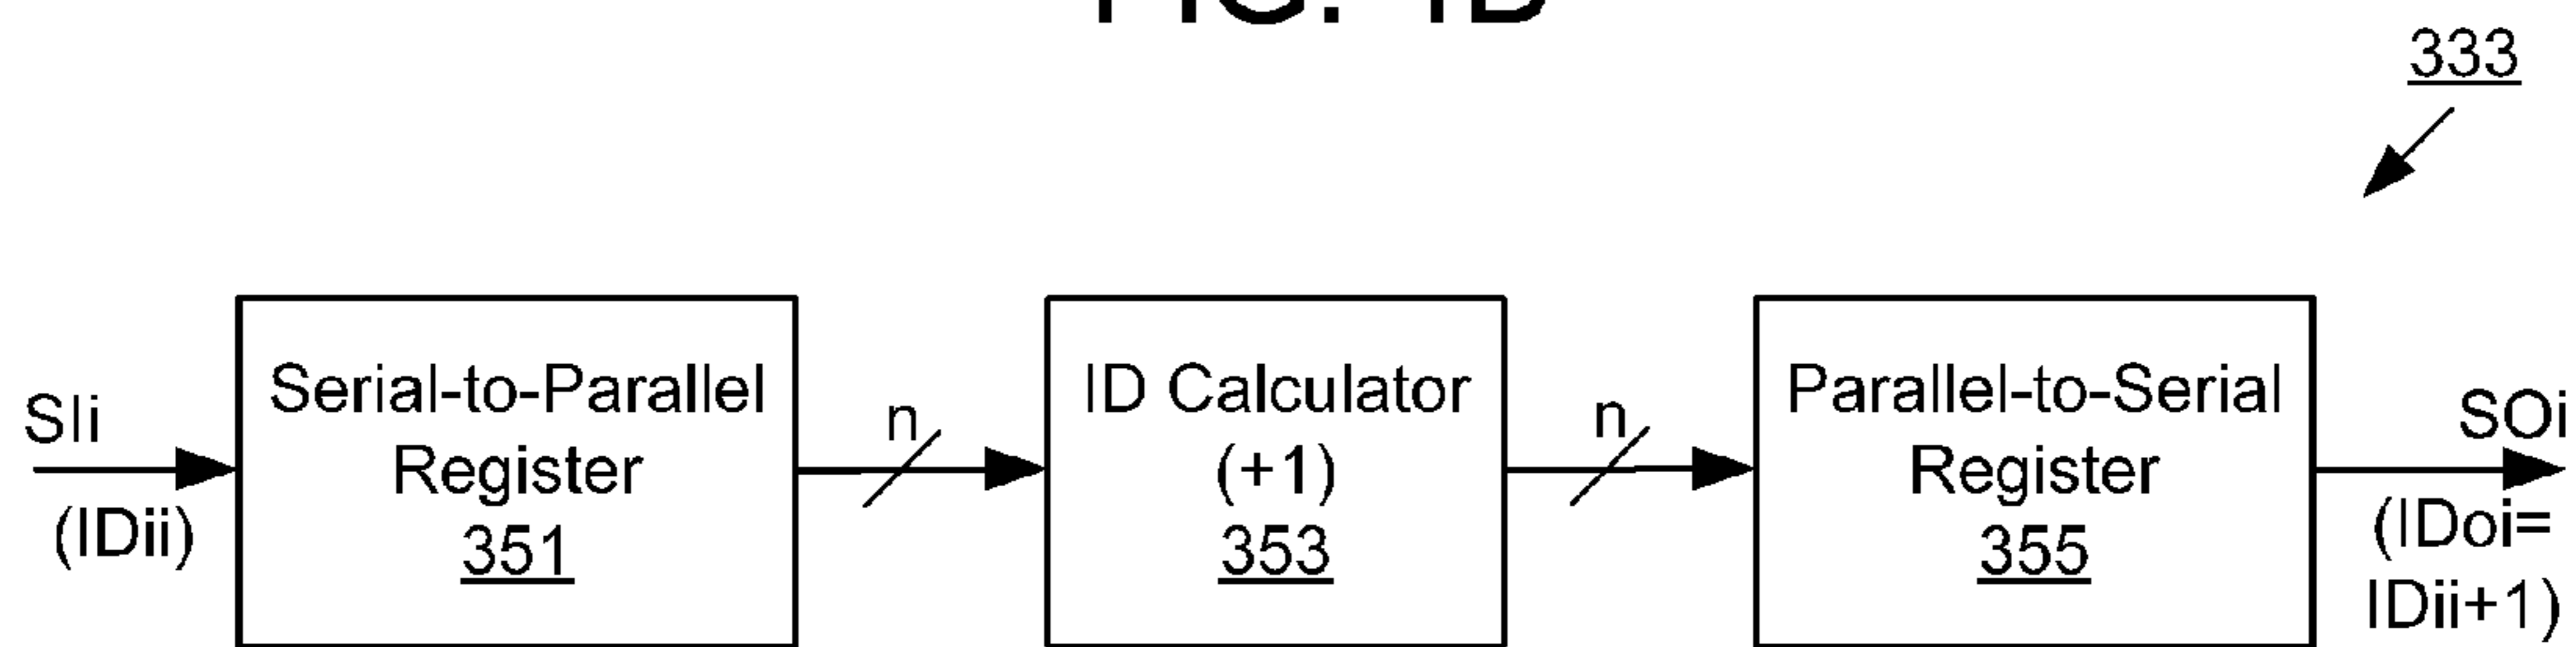 333
SIi
(IDii)
Serial-to-Parallel
Register
351
n
ID Calculator
(+1)
353
n
Parallel-to-Serial
Register
355
SOi
(IDoi=
IDii+1)